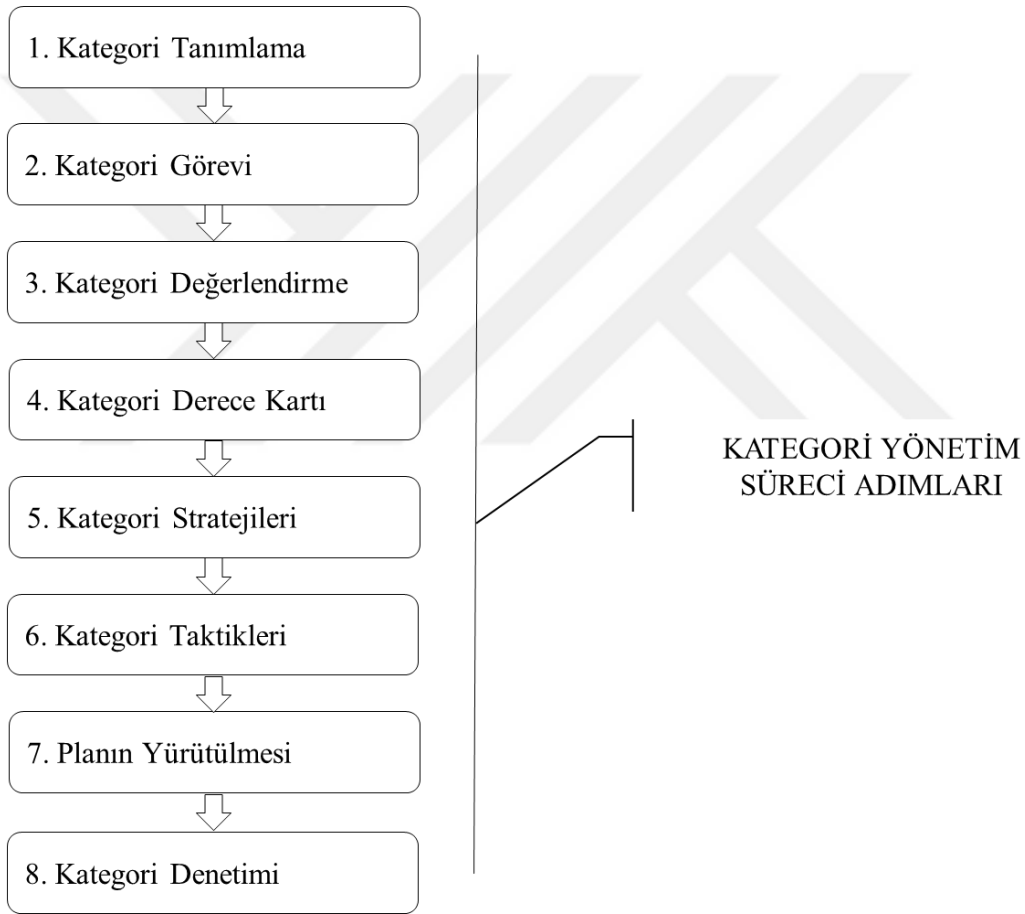 1. Kategori Tanımlama
2. Kategori Görevi
3. Kategori Değerlendirme
4. Kategori Derece Kartı
5. Kategori Stratejileri
6. Kategori Taktikleri
7. Planın Yürütülmesi
8. Kategori Denetimi
KATEGORİ YÖNETİM
SÜRECİ ADIMLARI